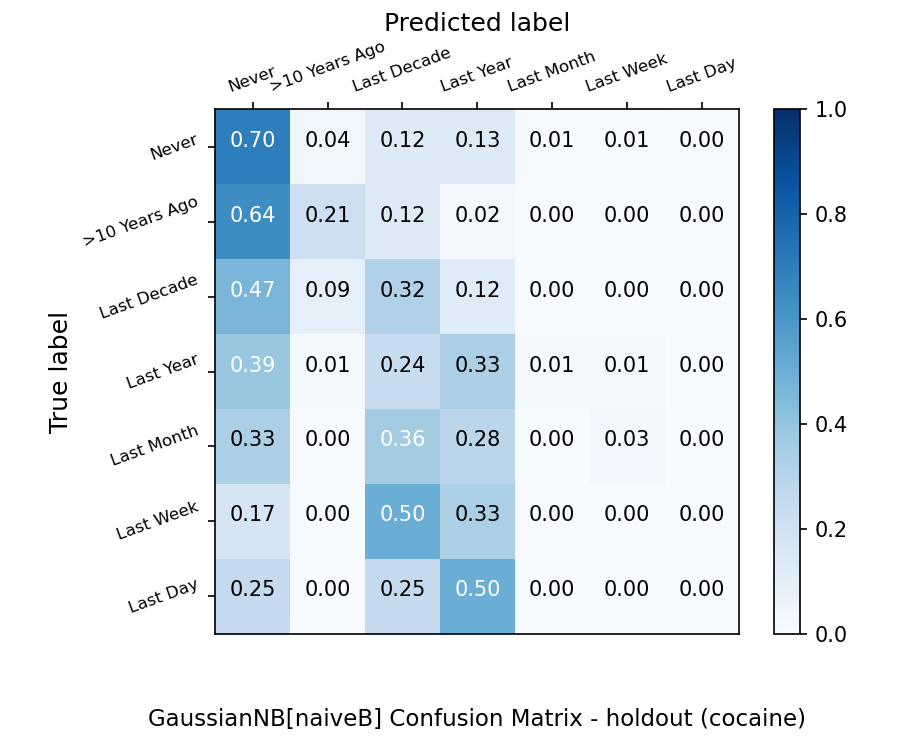 Predicted label
Never >10 Years Ago Last Decade Last Year Last Month Last Week Last Day
Never 0.70 0.04 0.12 0.13 0.01 0.01 0.00
>10 Years Ago 0.64 0.21 0.12 0.02 0.00 0.00 0.00
Last Decade 0.47 0.09 0.32 0.12 0.00 0.00 0.00
Last Year 0.39 0.01 0.24 0.33 0.01 0.01 0.00
Last Month 0.33 0.00 0.36 0.28 0.00 0.03 0.00
Last Week 0.17 0.00 0.50 0.33 0.00 0.00 0.00
Last Day 0.25 0.00 0.25 0.50 0.00 0.00 0.00
True label
1.0
0.8
0.6
0.4
0.2
0.0
GaussianNB[naiveB] Confusion Matrix - holdout (cocaine)